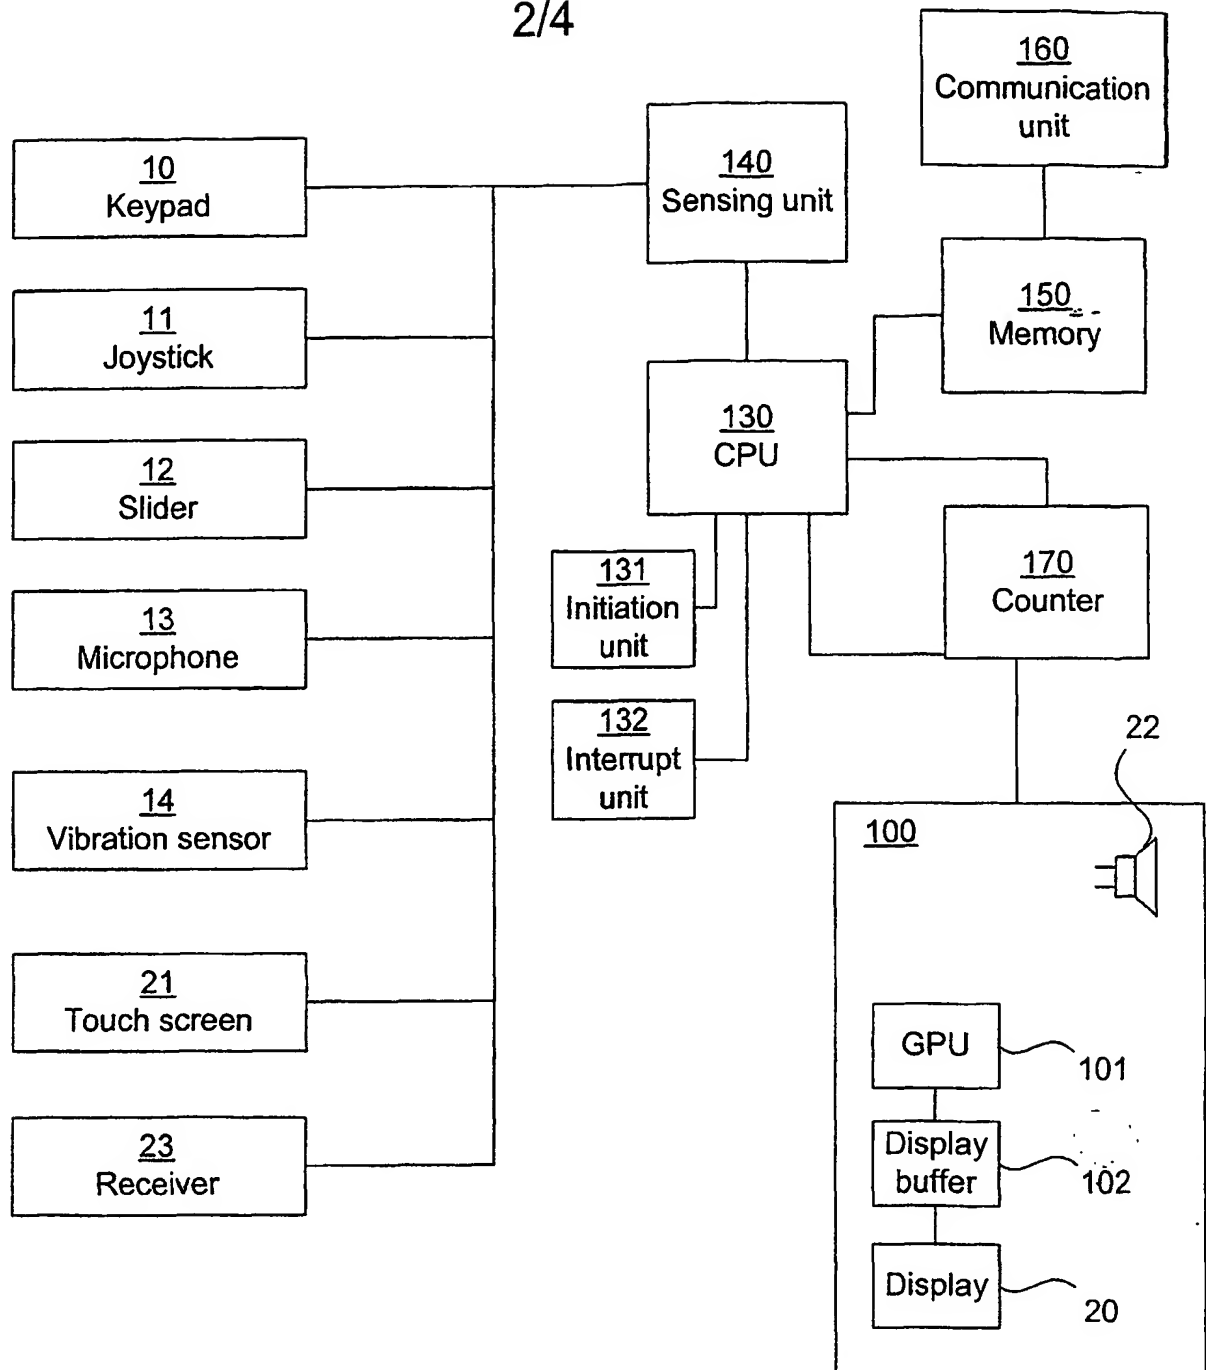 2/4
160
Communication
unit
10
Keypad
140
Sensing unit
11
Joystick
150
Memory
12
Slider
130
CPU
13
Microphone
131
Initiation
unit
170
Counter
132
Interrupt
unit
22
14
Vibration sensor
100
21
Touch screen
GPU
101
23
Receiver
Display
buffer
102
Display
20